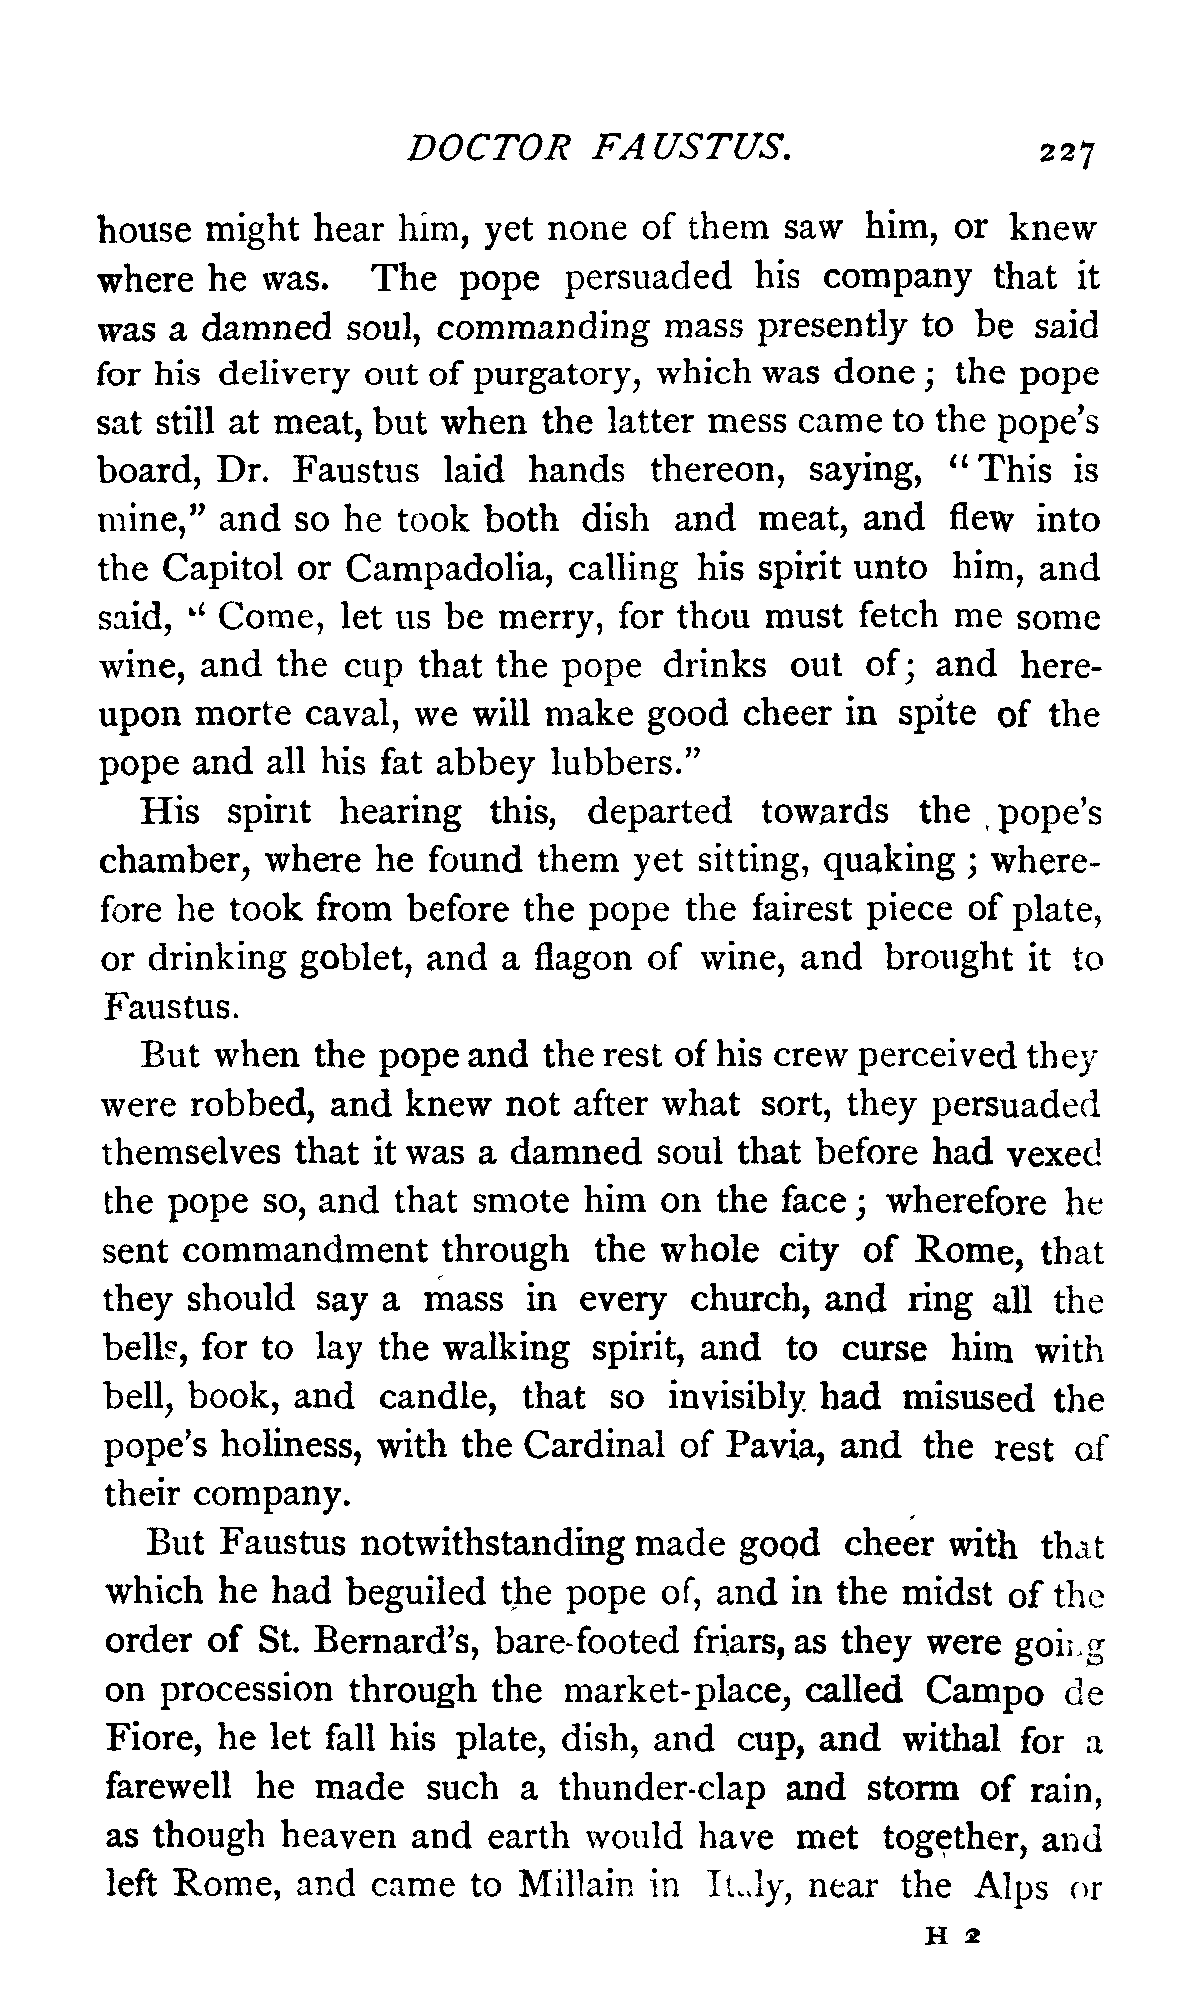 DOCTOR FAUSTUS. 227
house might hear him, yet none of them saw him, or knew
where he was. The pope persuaded his company that it
was a damned soul, commanding mass presently to be said
for his delivery out of purgatory, which was done ; the pope
sat still at meat, but when the latter mess came to the pope's
board, Dr. Faustus laid hands thereon, saying, "This is
mine," and so he took both dish and meat, and flew into
the Capitol or Campadolia, calling his spirit unto him, and
said, "Come, let us be merry, for thou must fetch me some
wine, and the cup that the pope drinks out of; and here-
upon morte caval, we will make good cheer in spite of the
pope and all his fat abbey lubbers."
His spirit hearing this, departed towards the pope's
chamber, where he found them yet sitting, quaking ; where-
fore he took from before the pope the fairest piece of plate,
or drinking goblet, and a flagon of wine, and brought it to
Faustus.
But when the pope and the rest of his crew perceived they
were robbed, and knew not after what sort, they persuaded
themselves that it was a damned soul that before had vexed
the pope so, and that smote him on the face ; wherefore he
sent commandment through the whole city of Rome, that
they should say a mass in every church, and ring all the
bells, for to lay the walking spirit, and to curse him with
bell, book, and candle, that so invisibly had misused the
pope's holiness, with the Cardinal of Pavia, and the rest of
their company.
But Faustus notwithstanding made good cheer with that
which he had beguiled the pope of, and in the midst of the
order of St. Bernard's, bare-footed friars, as they were going
on procession through the market-place, called Campo de
Fiore, he let fall his plate, dish, and cup, and withal for a
farewell he made such a thunder-clap and storm of rain,
as though heaven and earth would have met together, and
left Rome, and came to Millain in Italy, near the Alps or
H 2